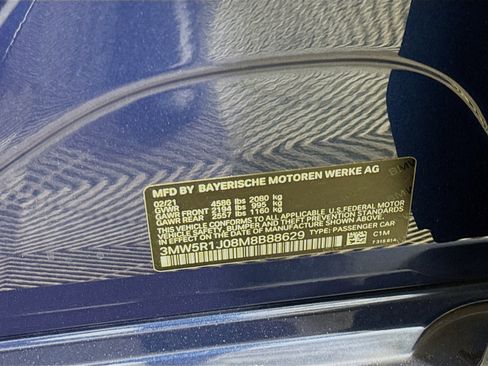 MFD BY BAYERISCHE MOTOREN WERKE AG
02/21
GVWR 4586 lbs 2080 kg
GAWR FRONT 2194 lbs 995 kg
GAWR REAR 2557 lbs 1160 kg
THIS VEHICLE CONFORMS TO ALL APPLICABLE U.S. FEDERAL MOTOR
VEHICLE SAFETY, BUMPER, AND THEFT PREVENTION STANDARDS
IN EFFECT ON THE DATE OF MANUFACTURE SHOWN ABOVE.
3MW5R1J08M8B88629 TYPE: PASSENGER CAR
C1M